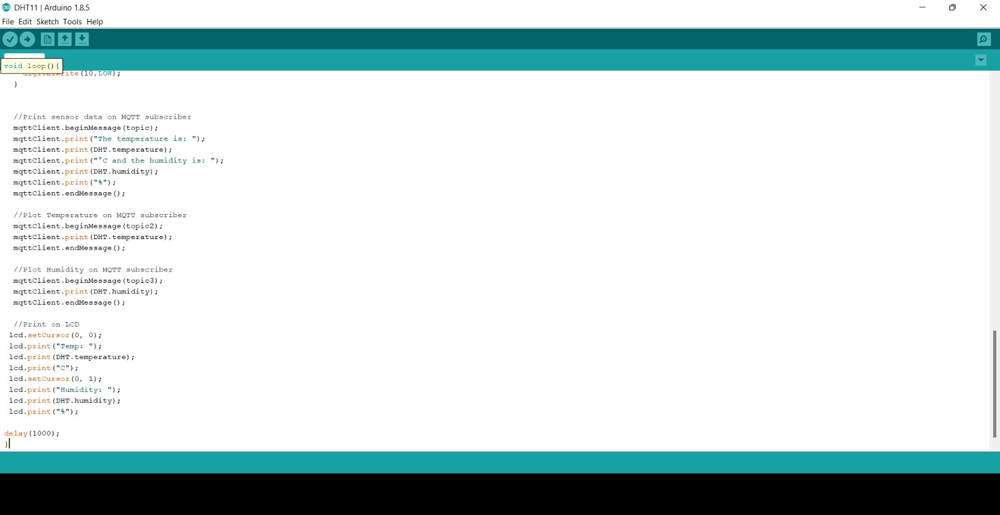 DHT11 | Arduino 1.8.5
File Edit Sketch Tools Help
void loop(){
digitalWrite(10,LOW);
}
//Print sensor data on MQTT subscriber
mqttClient.beginMessage(topic);
mqttClient.print("The temperature is: ");
mqttClient.print(DHT.temperature);
mqttClient.print("°C and the humidity is: ");
mqttClient.print(DHT.humidity);
mqttClient.print("%");
mqttClient.endMessage();
//Plot Temperature on MQTT subscriber
mqttClient.beginMessage(topic2);
mqttClient.print(DHT.temperature);
mqttClient.endMessage();
//Plot Humidity on MQTT subscriber
mqttClient.beginMessage(topic3);
mqttClient.print(DHT.humidity);
mqttClient.endMessage();
//Print on LCD
lcd.setCursor(0, 0);
lcd.print("Temp: ");
lcd.print(DHT.temperature);
lcd.print("C");
lcd.setCursor(0, 1);
lcd.print("Humidity: ");
lcd.print(DHT.humidity);
lcd.print("%");
delay(1000);
}